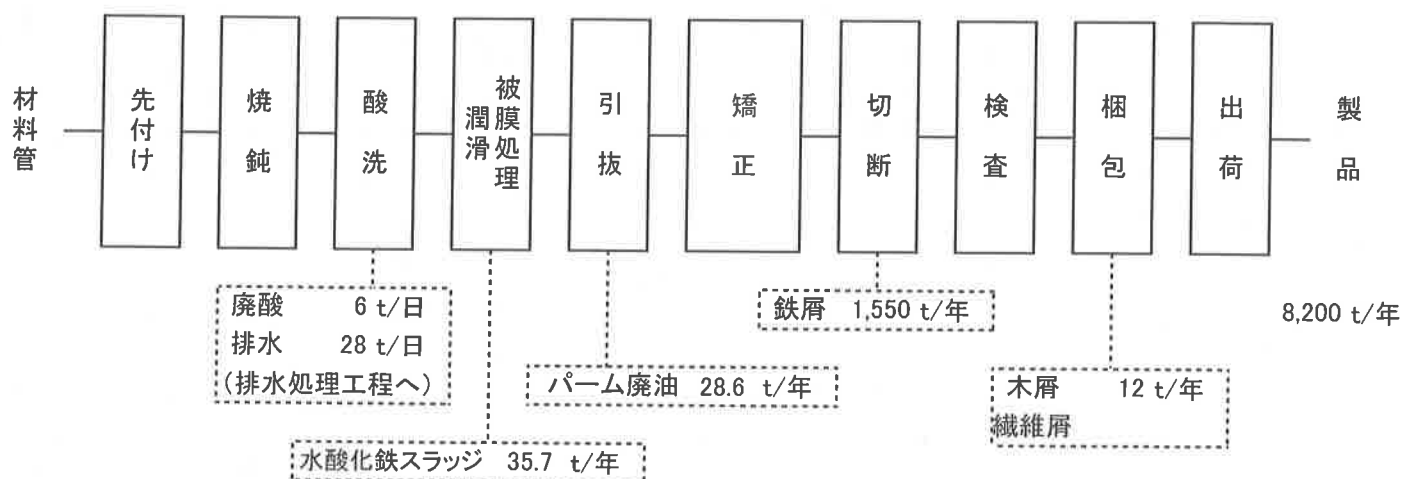 材料管
先付け
焼鈍
酸洗
被膜処理
潤滑
引抜
矯正
切断
検査
梱包
出荷
製品
廃酸 6 t/日
排水 28 t/日
(排水処理工程へ)
水酸化鉄スラッジ 35.7 t/年
パーム廃油 28.6 t/年
鉄屑 1,550 t/年
木屑 12 t/年
繊維屑
8,200 t/年